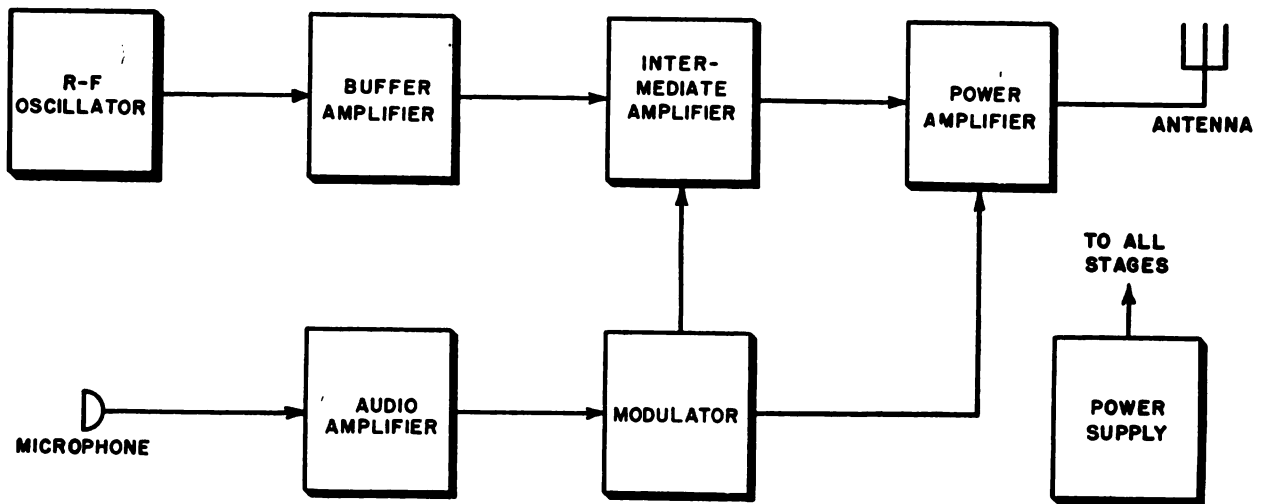 R-F
OSCILLATOR
BUFFER
AMPLIFIER
INTER-
MEDIATE
AMPLIFIER
POWER
AMPLIFIER
ANTENNA
TO ALL
STAGES
MICROPHONE
AUDIO
AMPLIFIER
MODULATOR
POWER
SUPPLY